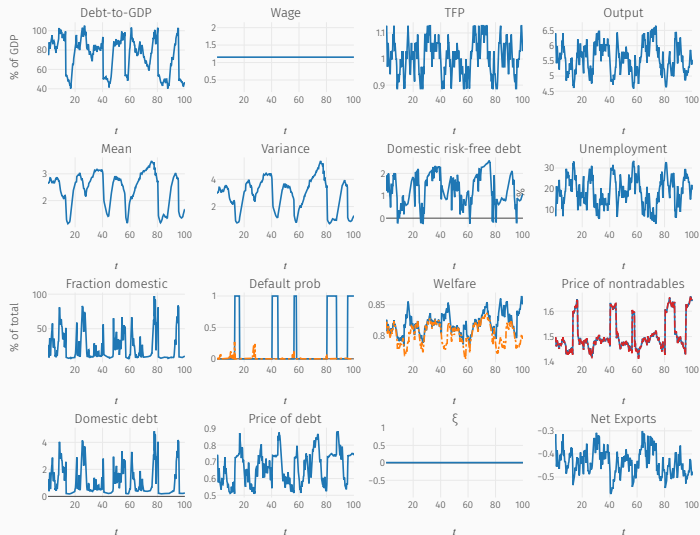 Debt-to-GDP Wage TFP Output
% of GDP
100 80 60 40
2 1.5 1 0.5
1.1 1 0.9
6.5 6 5.5 5 4.5
20 40 60 80 100 20 40 60 80 100 20 40 60 80 100 20 40 60 80 100
t t t t
Mean Variance Domestic risk-free debt Unemployment
3 2
4 2
2 1 0
%
30 20 10
20 40 60 80 100 20 40 60 80 100 20 40 60 80 100 20 40 60 80 100
t t t t
Fraction domestic Default prob Welfare Price of nontradables
% of total
100 50
1 0.5 0
0.85 0.8
1.6 1.5 1.4
20 40 60 80 100 20 40 60 80 100 20 40 60 80 100 20 40 60 80 100
t t t t
Domestic debt Price of debt ξ Net Exports
4 2 0
0.9 0.8 0.7 0.6 0.5
1 0.5 0 −0.5
−0.3 −0.4 −0.5
20 40 60 80 100 20 40 60 80 100 20 40 60 80 100 20 40 60 80 100
t t t t